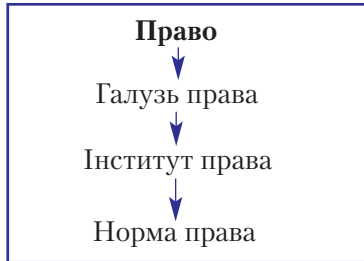 Право
Галузь права
Інститут права
Норма права